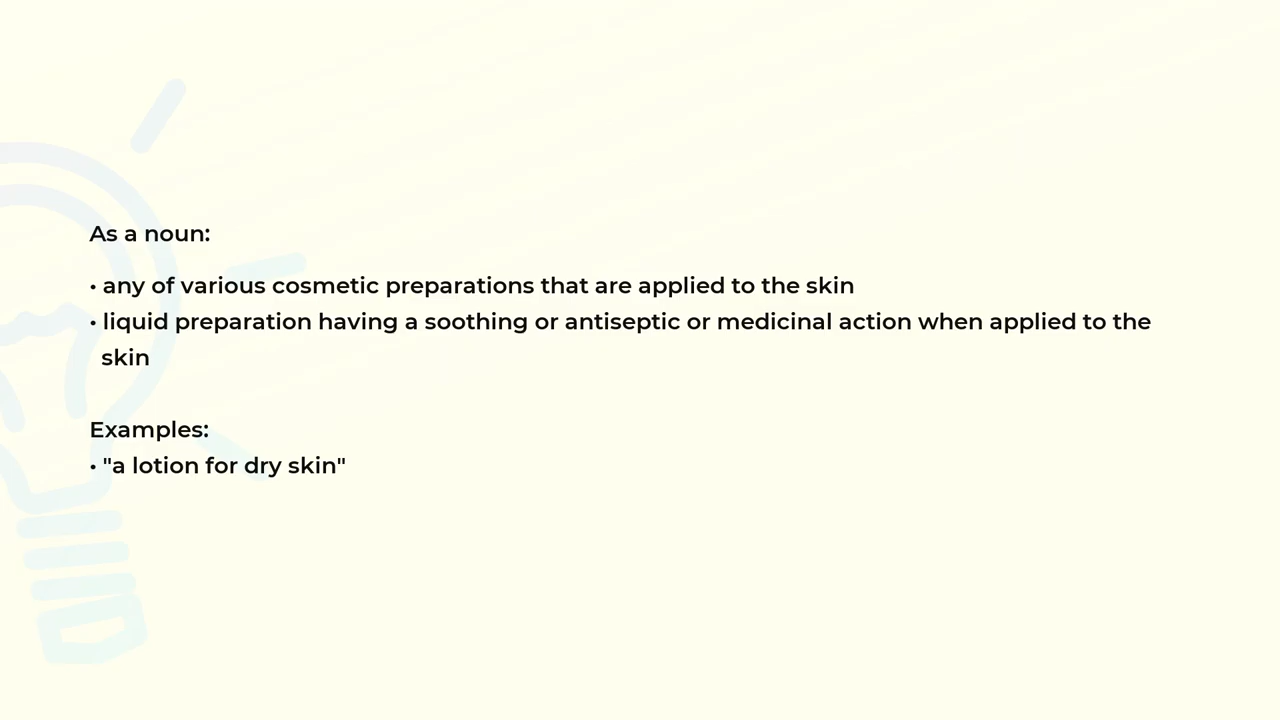 As a noun:
• any of various cosmetic preparations that are applied to the skin
• liquid preparation having a soothing or antiseptic or medicinal action when applied to the
skin
Examples:
• "a lotion for dry skin"